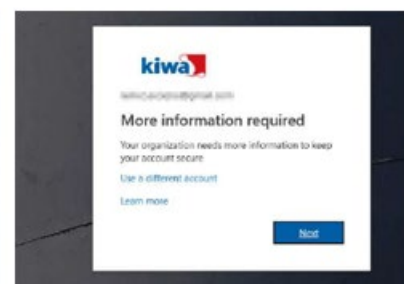 kiwa
More information required
Your organization needs more information to keep
your account secure
Use a different account
Learn more
Next